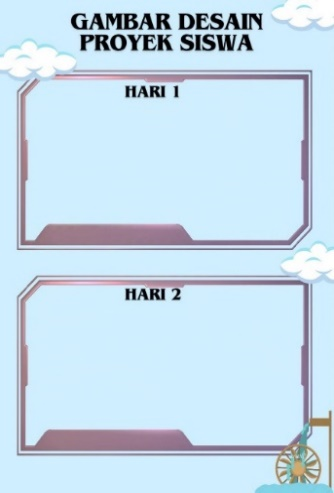 GAMBAR DESAIN
PROYEK SISWA
HARI 1
HARI 2